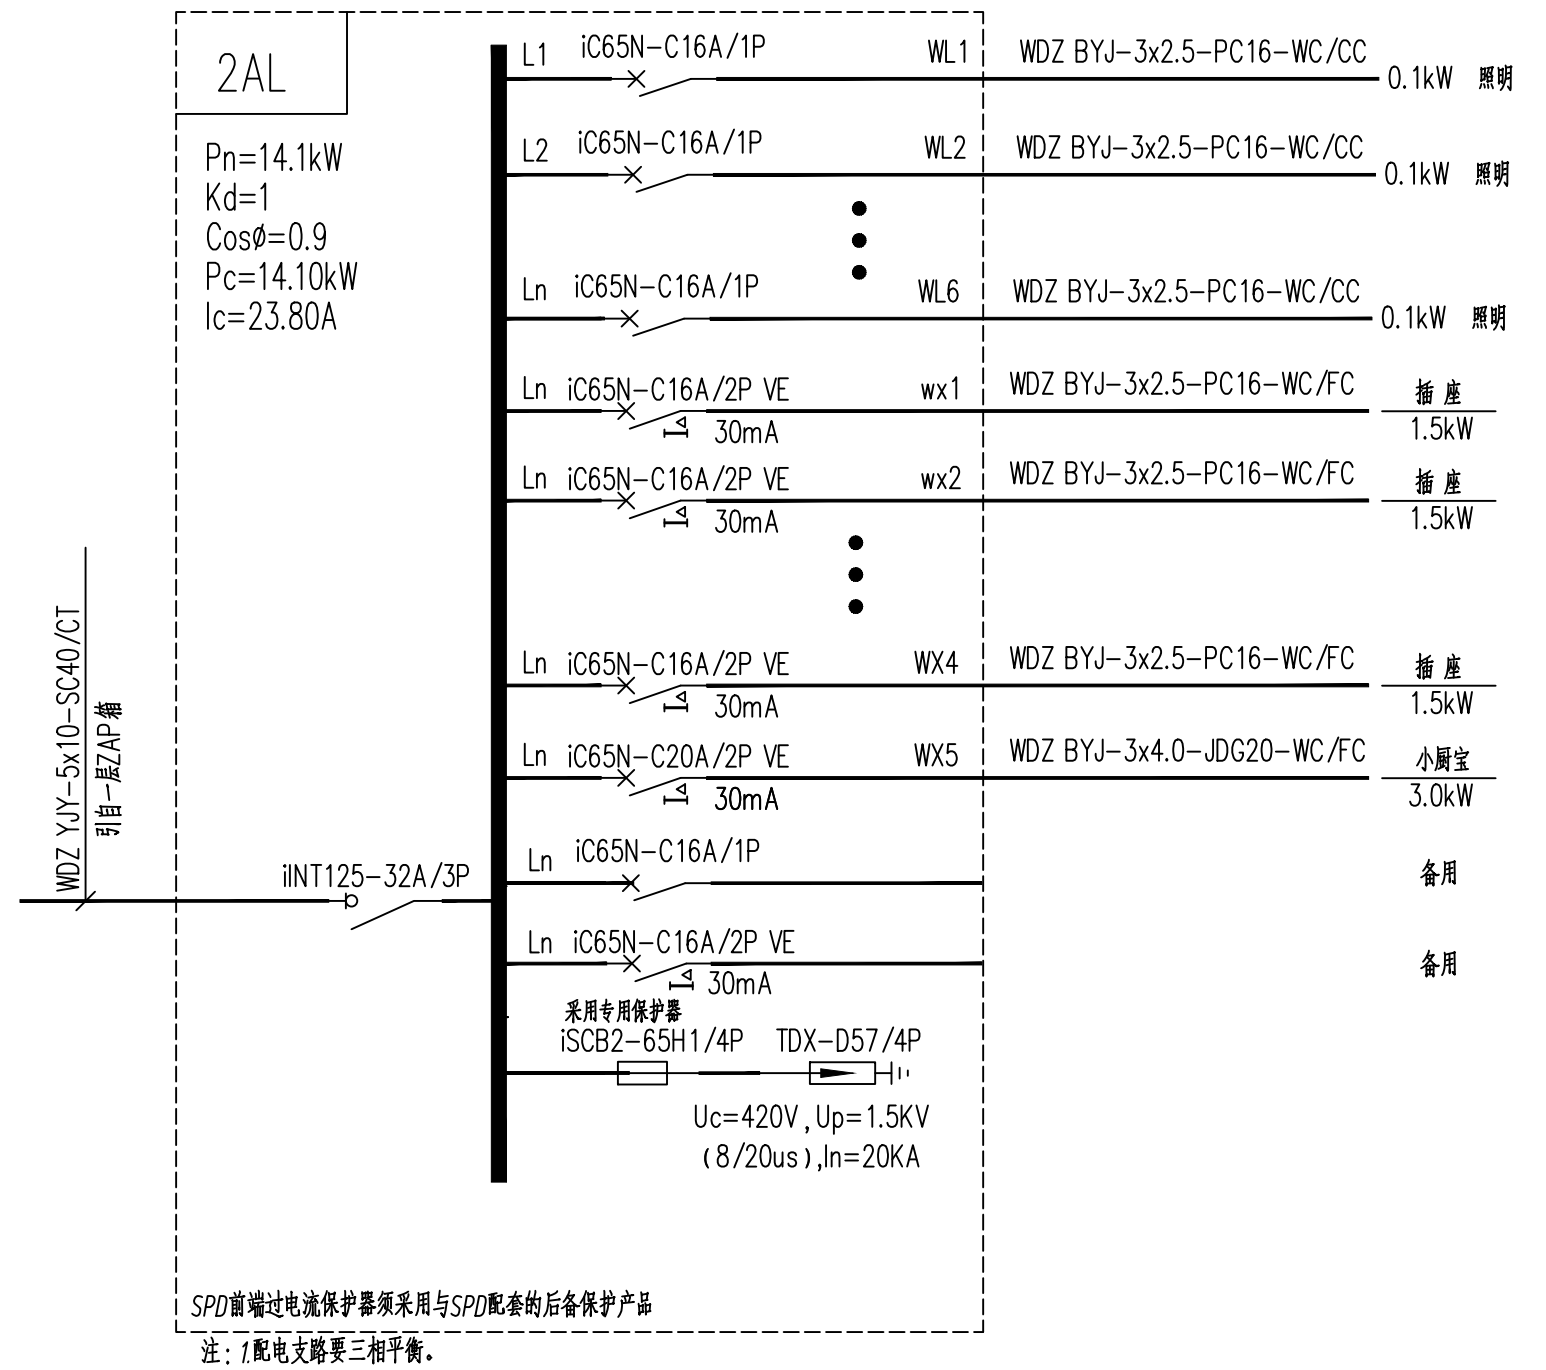 2AL
Pn=14.1kW
Kd=1
Cosø=0.9
Pc=14.10kW
Ic=23.80A
L1 iC65N-C16A/1P WL1 WDZ BYJ-3x2.5-PC16-WC/CC 0.1kW 照明
L2 iC65N-C16A/1P WL2 WDZ BYJ-3x2.5-PC16-WC/CC 0.1kW 照明
Ln iC65N-C16A/1P WL6 WDZ BYJ-3x2.5-PC16-WC/CC 0.1kW 照明
Ln iC65N-C16A/2P VE wx1 WDZ BYJ-3x2.5-PC16-WC/FC 插座
30mA 1.5kW
Ln iC65N-C16A/2P VE wx2 WDZ BYJ-3x2.5-PC16-WC/FC 插座
30mA 1.5kW
Ln iC65N-C16A/2P VE WX4 WDZ BYJ-3x2.5-PC16-WC/FC 插座
30mA 1.5kW
Ln iC65N-C20A/2P VE WX5 WDZ BYJ-3x4.0-JDG20-WC/FC 小厨宝
30mA 3.0kW
WDZ YJY-5x10-SC40/CT
引自一层ZAP箱
iINT125-32A/3P
Ln iC65N-C16A/1P 备用
Ln iC65N-C16A/2P VE 备用
30mA
采用专用保护器
iSCB2-65H1/4P TDX-D57/4P
Uc=420V,Up=1.5KV
(8/20us),In=20KA
SPD前端过电流保护器须采用与SPD配套的后备保护产品
注：1.配电支路要三相平衡。